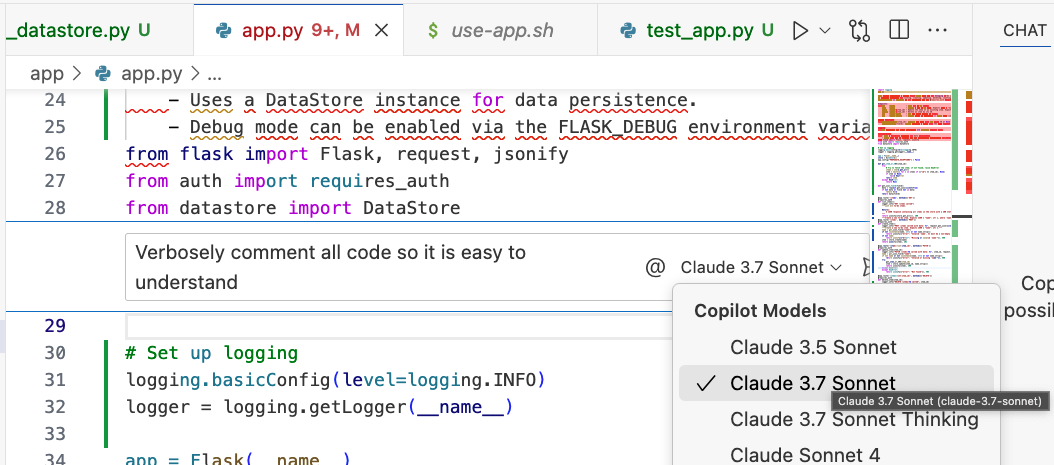 _datastore.py U
app.py 9+, M
$ use-app.sh
test_app.py U
CHAT
app > app.py > ...
24 - Uses a DataStore instance for data persistence.
25 - Debug mode can be enabled via the FLASK_DEBUG environment varia
26 from flask import Flask, request, jsonify
27 from auth import requires_auth
28 from datastore import DataStore
Verbosely comment all code so it is easy to
understand
@ Claude 3.7 Sonnet
Cop
possil
Copilot Models
Claude 3.5 Sonnet
✓ Claude 3.7 Sonnet
Claude 3.7 Sonnet (claude-3.7-sonnet)
Claude 3.7 Sonnet Thinking
Claude Sonnet 4
29
30 # Set up logging
31 logging.basicConfig(level=logging.INFO)
32 logger = logging.getLogger(__name__)
33
34 app = Flask(__name__)